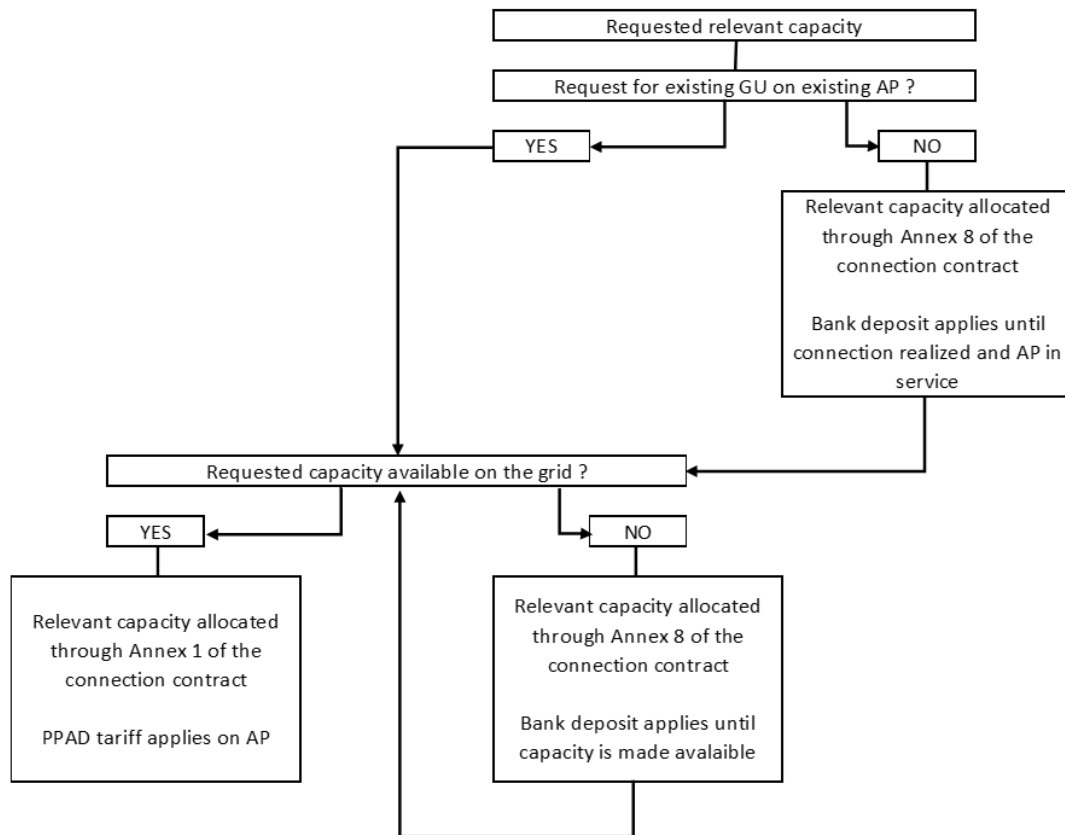 Requested relevant capacity
Request for existing GU on existing AP ?
YES
NO
Relevant capacity allocated
through Annex 8 of the
connection contract
Bank deposit applies until
connection realized and AP in
service
Requested capacity available on the grid ?
YES
NO
Relevant capacity allocated
through Annex 1 of the
connection contract
PPAD tariff applies on AP
Relevant capacity allocated
through Annex 8 of the
connection contract
Bank deposit applies until
capacity is made avalaible